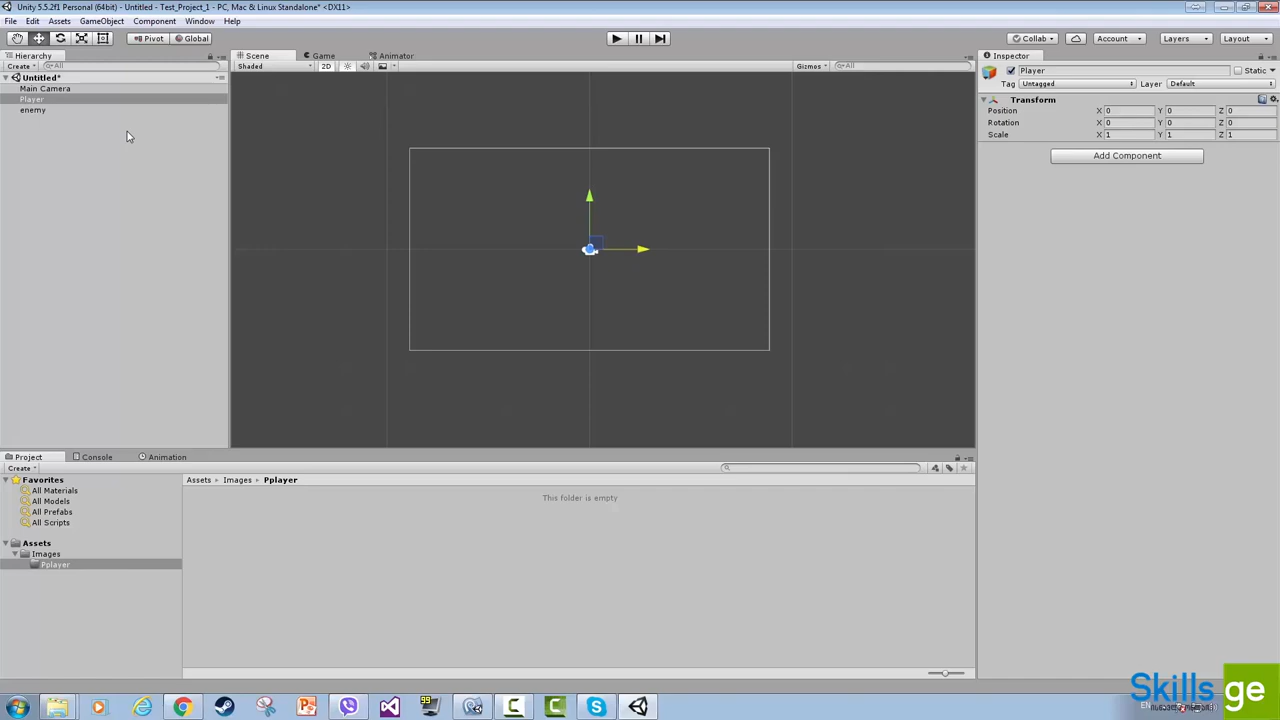 Unity 5.5.2f1 Personal (64bit) - Untitled - Test_Project_1 - PC, Mac & Linux Standalone* <DX11>
File Edit Assets GameObject Component Window Help
Pivot Global Collab Account Layers Layout
Hierarchy Scene Game Animator Inspector
Create All Shaded 2D Gizmos All Player Static
Untitled* Tag Untagged Layer Default
Main Camera
Player Transform
enemy Position X 0 Y 0 Z 0
Rotation X 0 Y 0 Z 0
Scale X 1 Y 1 Z 1
Add Component
Project Console Animation
Create
Favorites Assets Images Pplayer
All Materials This folder is empty
All Models
All Prefabs
All Scripts
Assets
Images
Pplayer
Skills ge
99